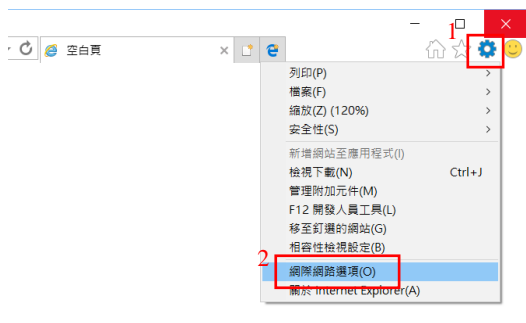 1
空白頁
列印(P)
檔案(F)
縮放(Z) (120%)
安全性(S)
新增網站至應用程式(I)
檢視下載(N) Ctrl+J
管理附加元件(M)
F12 開發人員工具(L)
移至釘選的網站(G)
相容性檢視設定(B)
2
網際網路選項(O)
關於 Internet Explorer(A)